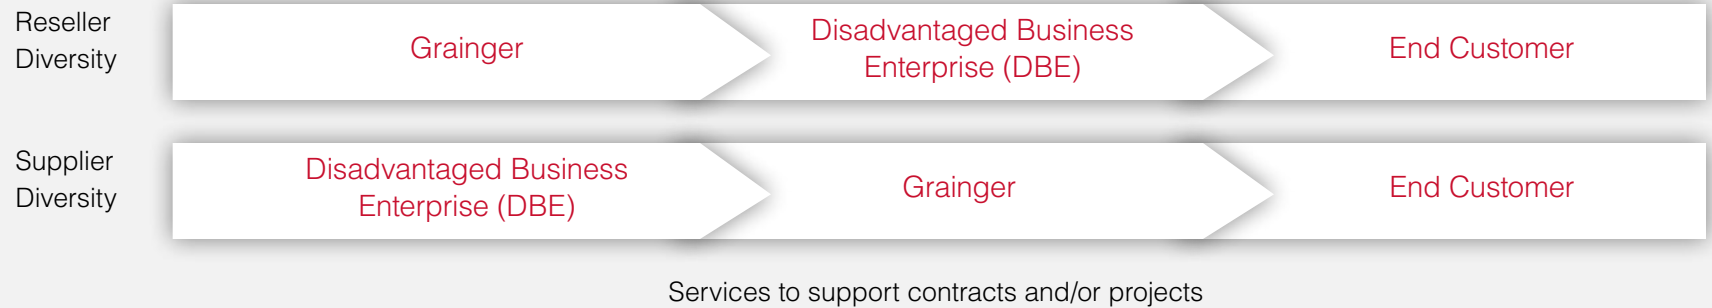 Reseller
Diversity
Grainger
Disadvantaged Business
Enterprise (DBE)
End Customer
Supplier
Diversity
Disadvantaged Business
Enterprise (DBE)
Grainger
End Customer
Services to support contracts and/or projects